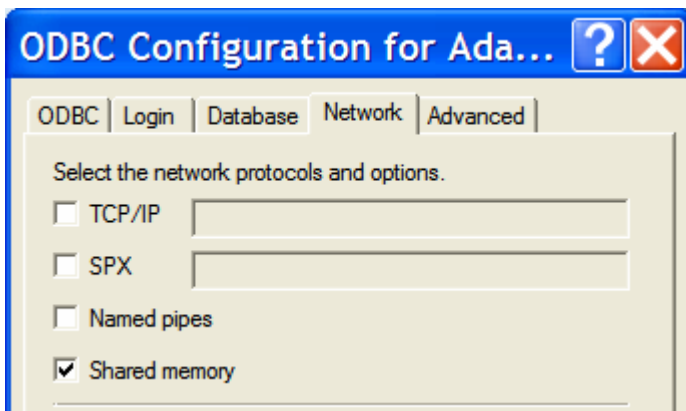 ODBC Configuration for Ada... ?
ODBC Login Database Network Advanced
Select the network protocols and options.
TCP/IP
SPX
Named pipes
Shared memory